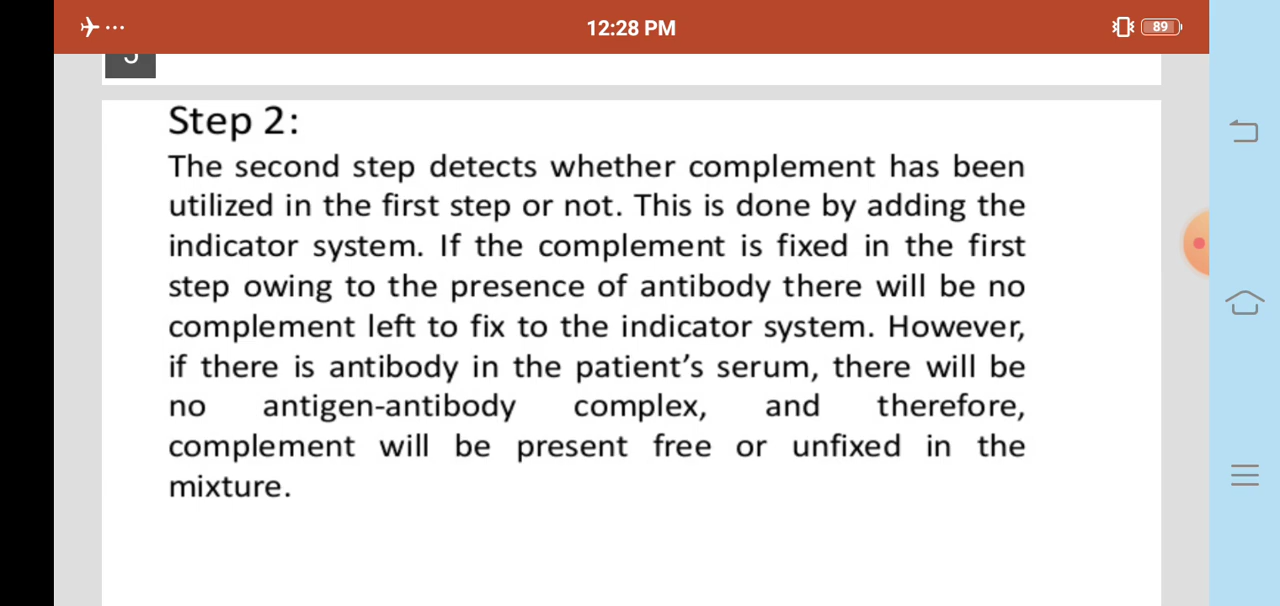 12:28 PM
89
Step 2:
The second step detects whether complement has been
utilized in the first step or not. This is done by adding the
indicator system. If the complement is fixed in the first
step owing to the presence of antibody there will be no
complement left to fix to the indicator system. However,
if there is antibody in the patient’s serum, there will be
no antigen-antibody complex, and therefore,
complement will be present free or unfixed in the
mixture.